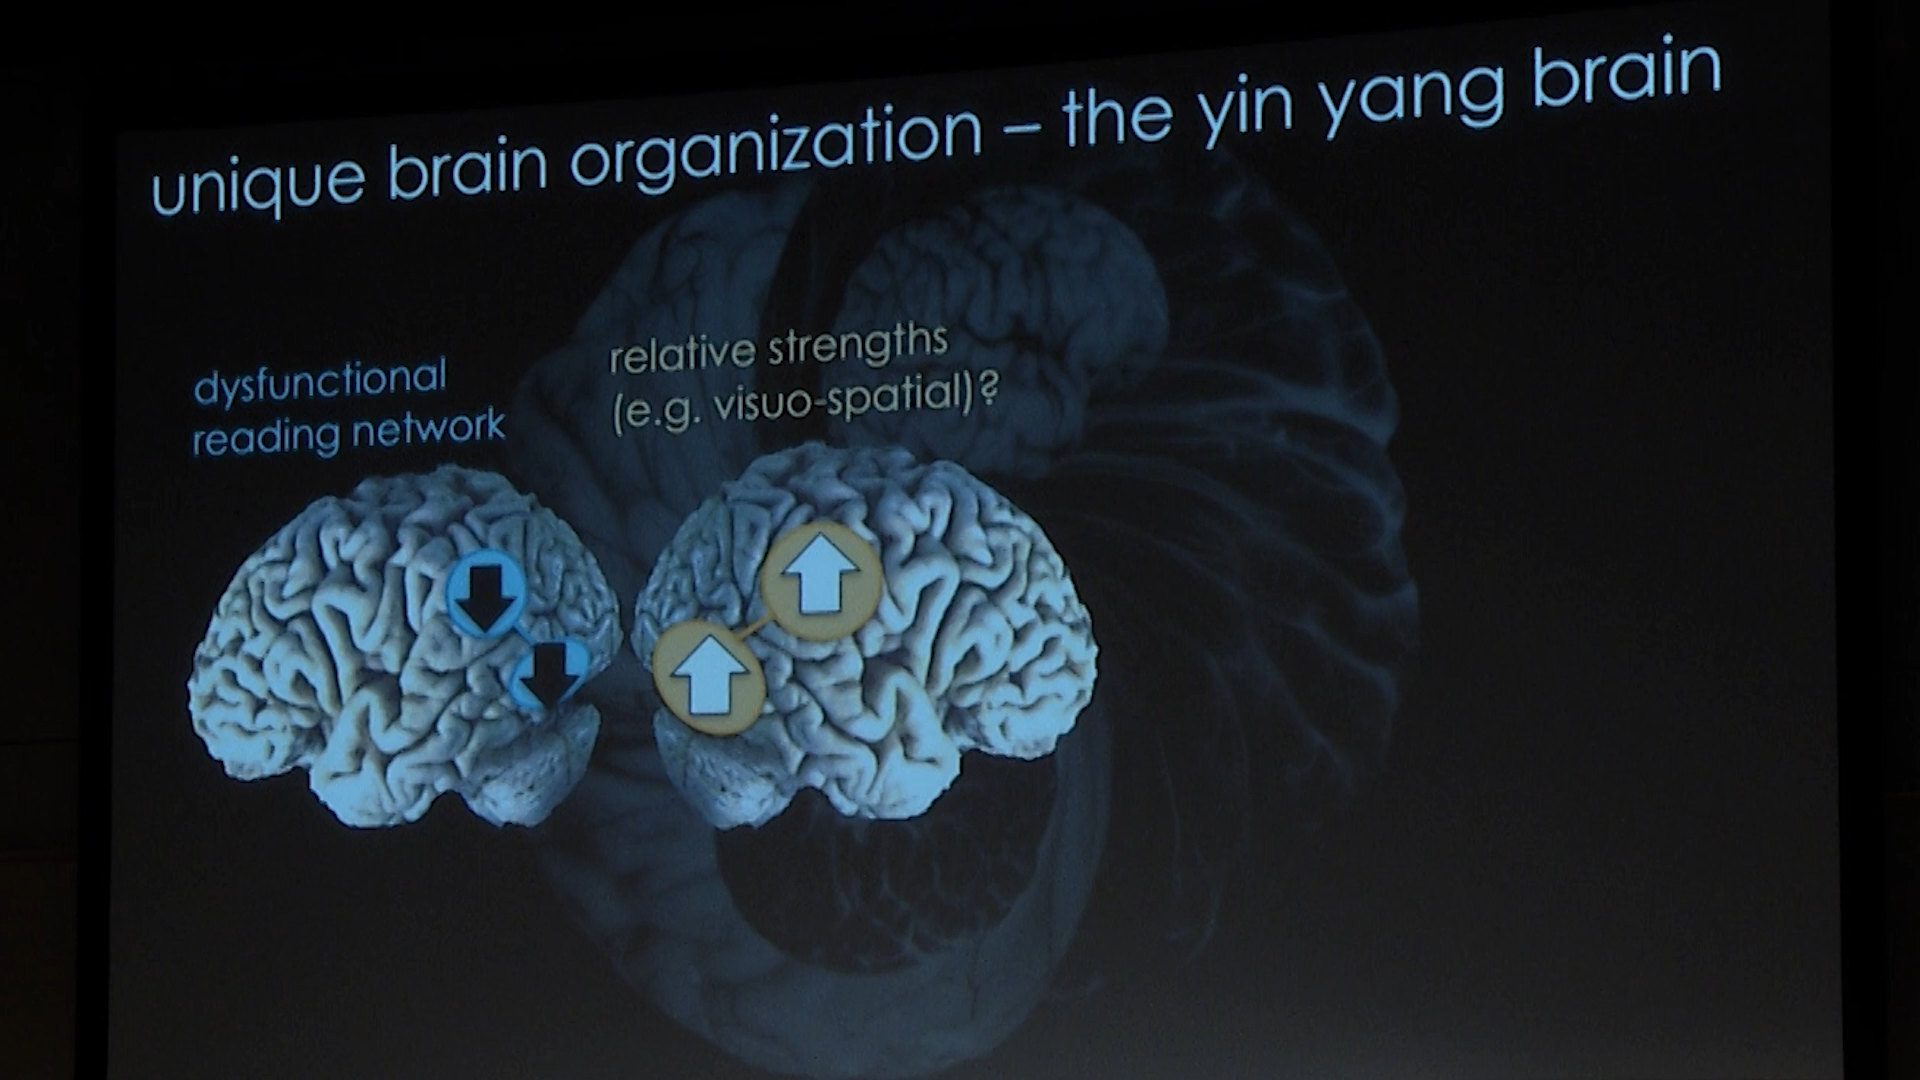 unique brain organization – the yin yang brain
dysfunctional
reading network
relative strengths
(e.g. visuo-spatial)?